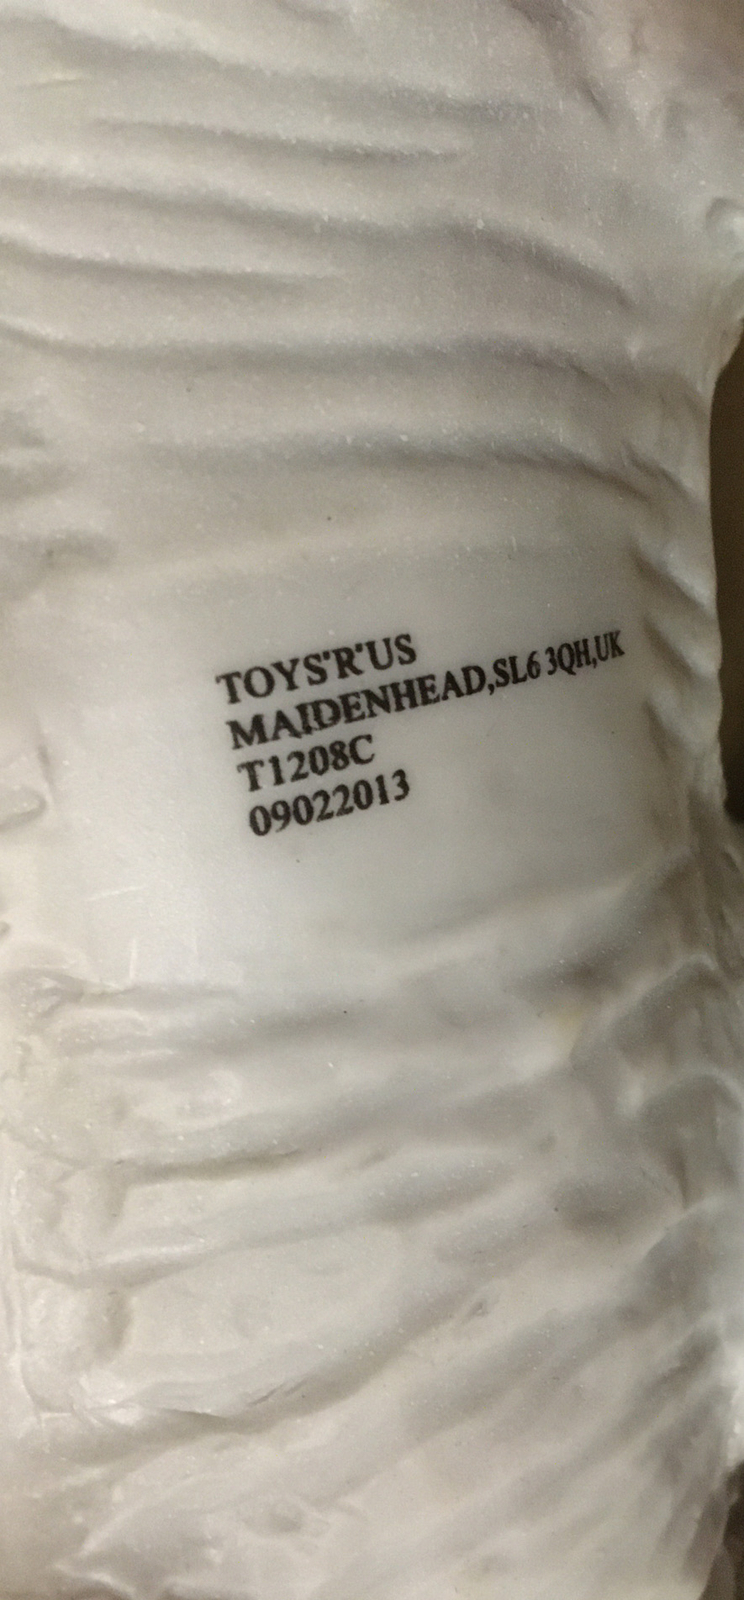 TOYS'R'US
MAIDENHEAD,SL6 3QH,UK
T1208C
09022013